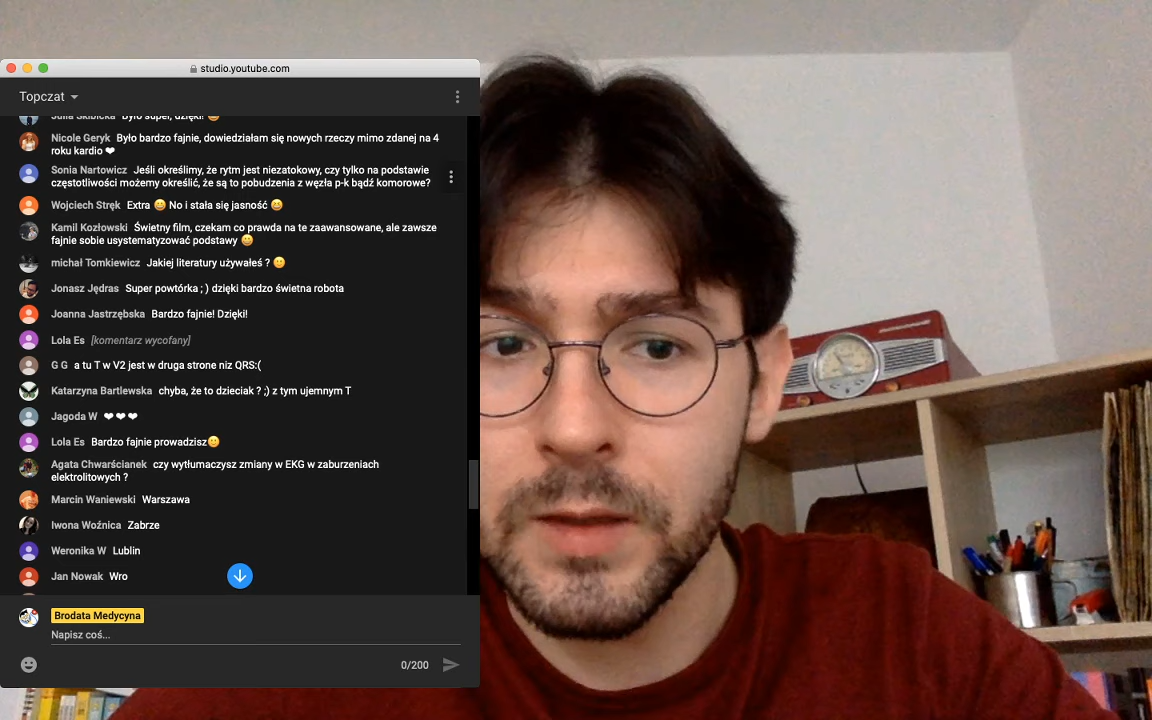 studio.youtube.com
Topczat
Julia Skibicka Było super, dzięki! 😀
Nicole Geryk Było bardzo fajnie, dowiedziałam się nowych rzeczy mimo zdanej na 4
roku kardio ❤
Sonia Nartowicz Jeśli określimy, że rytm jest niezatokowy, czy tylko na podstawie
częstotliwości możemy określić, że są to pobudzenia z węzła p-k bądź komorowe?
Wojciech Stręk Extra 😀 No i stała się jasność 😀
Kamil Kozłowski Świetny film, czekam co prawda na te zaawansowane, ale zawsze
fajnie sobie usystematyzować podstawy 😀
michał Tomkiewicz Jakiej literatury używałeś ? 🙂
Jonasz Jędras Super powtórka ; ) dzięki bardzo świetna robota
Joanna Jastrzębska Bardzo fajnie! Dzięki!
Lola Es [komentarz wycofany]
G G a tu T w V2 jest w druga strone niz QRS:(
Katarzyna Bartlewska chyba, że to dzieciak ? ;) z tym ujemnym T
Jagoda W ❤❤❤
Lola Es Bardzo fajnie prowadzisz🙂
Agata Chwarścianek czy wytłumaczysz zmiany w EKG w zaburzeniach
elektrolitowych ?
Marcin Waniewski Warszawa
Iwona Woźnica Zabrze
Weronika W Lublin
Jan Nowak Wro
Brodata Medycyna
Napisz coś...
0/200